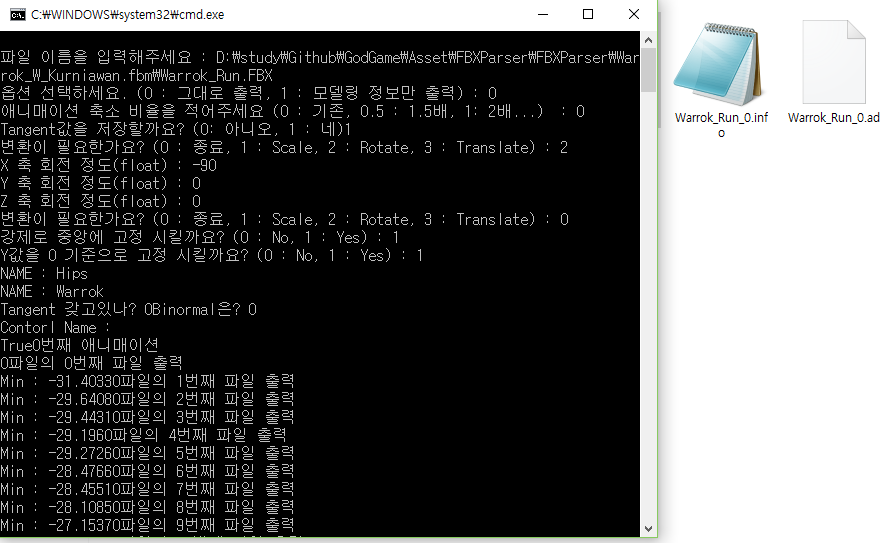 C:\WINDOWS\system32\cmd.exe
파일 이름을 입력해주세요 : D:\study\Github\GodGame\Asset\FBXParser\FBXParser\War
rok_W_Kurniawan.fbm\Warrok_Run.FBX
옵션 선택하세요. (0 : 그대로 출력, 1 : 모델링 정보만 출력) : 0
애니매이션 축소 비율을 적어주세요 (0 : 기존, 0.5 : 1.5배, 1: 2배...)  : 0
Tangent값을 저장할까요? (0: 아니오, 1 : 네)1
변환이 필요한가요? (0 : 종료, 1 : Scale, 2 : Rotate, 3 : Translate) : 2
X 축 회전 정도(float) : -90
Y 축 회전 정도(float) : 0
Z 축 회전 정도(float) : 0
변환이 필요한가요? (0 : 종료, 1 : Scale, 2 : Rotate, 3 : Translate) : 0
강제로 중앙에 고정 시킬까요? (0 : No, 1 : Yes) : 1
Y값을 0 기준으로 고정 시킬까요? (0 : No, 1 : Yes) : 1
NAME : Hips
NAME : Warrok
Tangent 갖고있나? 0Binormal은? 0
Contorl Name :
True0번째 애니매이션
0파일의 0번째 파일 출력
Min : -31.40330파일의 1번째 파일 출력
Min : -29.64080파일의 2번째 파일 출력
Min : -29.44310파일의 3번째 파일 출력
Min : -29.1960파일의 4번째 파일 출력
Min : -29.27260파일의 5번째 파일 출력
Min : -28.47660파일의 6번째 파일 출력
Min : -28.45510파일의 7번째 파일 출력
Min : -28.10850파일의 8번째 파일 출력
Min : -27.15370파일의 9번째 파일 출력
Warrok_Run_0.inf
o
Warrok_Run_0.ad